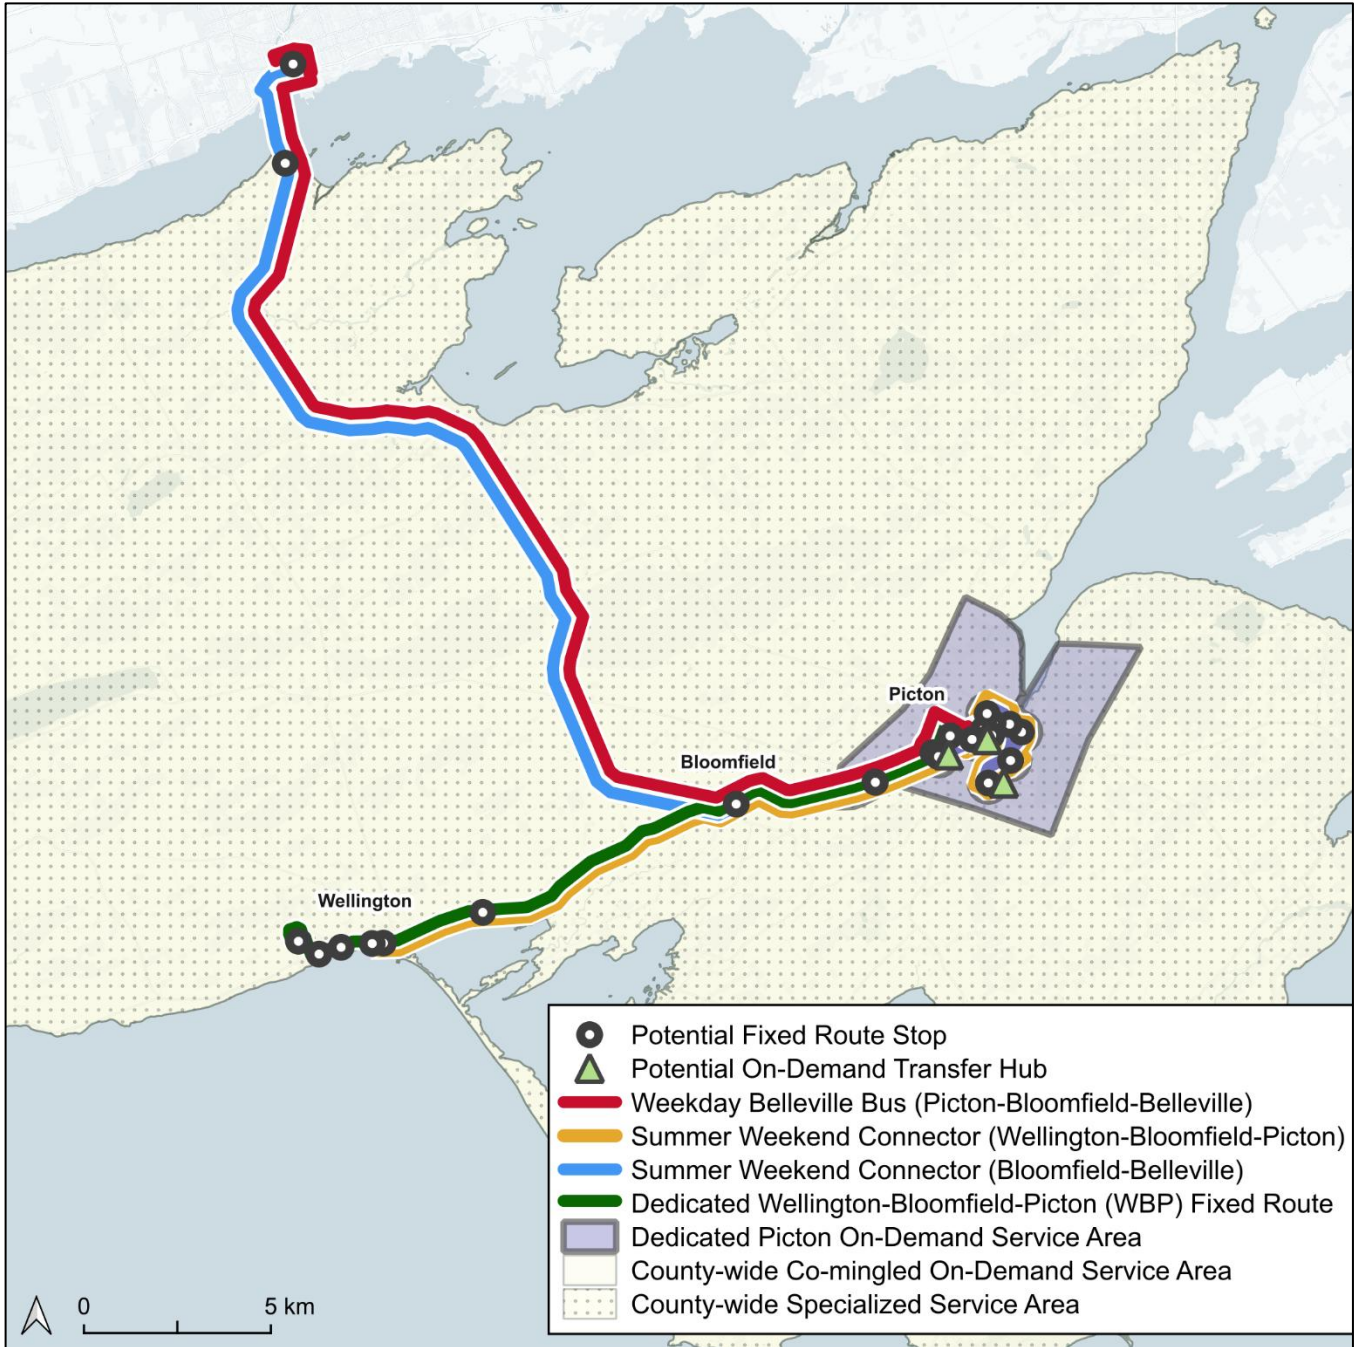 Picton
Bloomfield
Wellington
Potential Fixed Route Stop
Potential On-Demand Transfer Hub
Weekday Belleville Bus (Picton-Bloomfield-Belleville)
Summer Weekend Connector (Wellington-Bloomfield-Picton)
Summer Weekend Connector (Bloomfield-Belleville)
Dedicated Wellington-Bloomfield-Picton (WBP) Fixed Route
Dedicated Picton On-Demand Service Area
County-wide Co-mingled On-Demand Service Area
County-wide Specialized Service Area
0 5 km